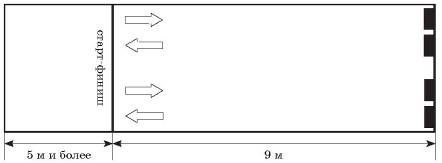 старт-финиш
5 м и более
9 м